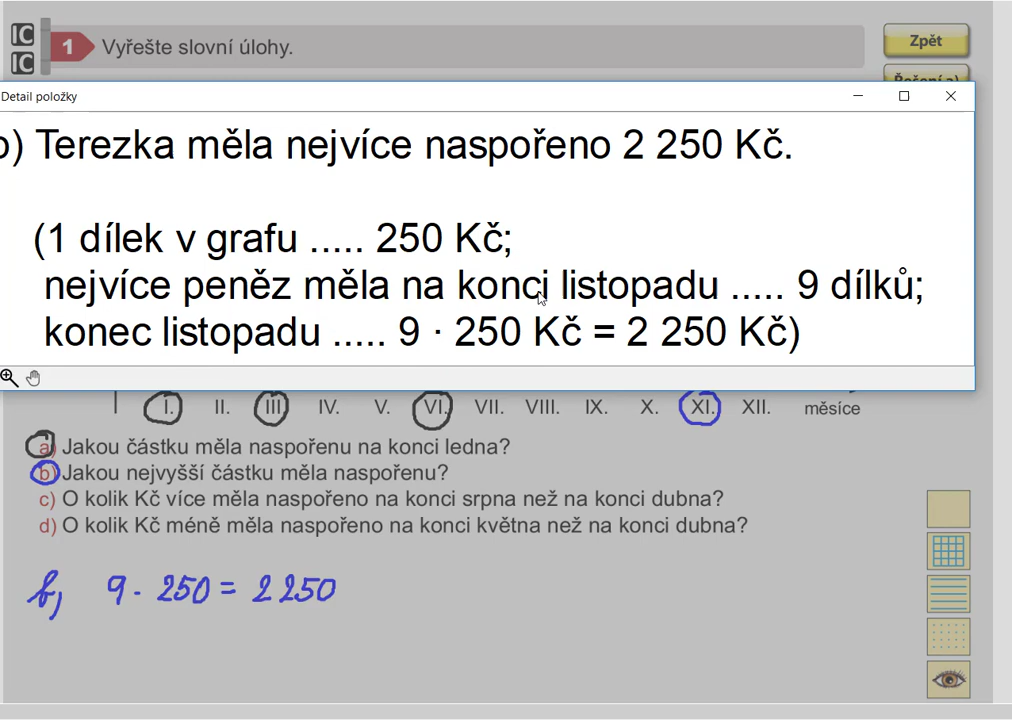 1 Vyřešte slovní úlohy.
Zpět
Řešení a)
Detail položky
b) Terezka měla nejvíce naspořeno 2 250 Kč.
(1 dílek v grafu ..... 250 Kč;
nejvíce peněz měla na konci listopadu ..... 9 dílků;
konec listopadu ..... 9 · 250 Kč = 2 250 Kč)
I. II. III. IV. V. VI. VII. VIII. IX. X. XI. XII. měsíce
a) Jakou částku měla naspořenu na konci ledna?
b) Jakou nejvyšší částku měla naspořenu?
c) O kolik Kč více měla naspořeno na konci srpna než na konci dubna?
d) O kolik Kč méně měla naspořeno na konci května než na konci dubna?
b) 9 · 250 = 2 250